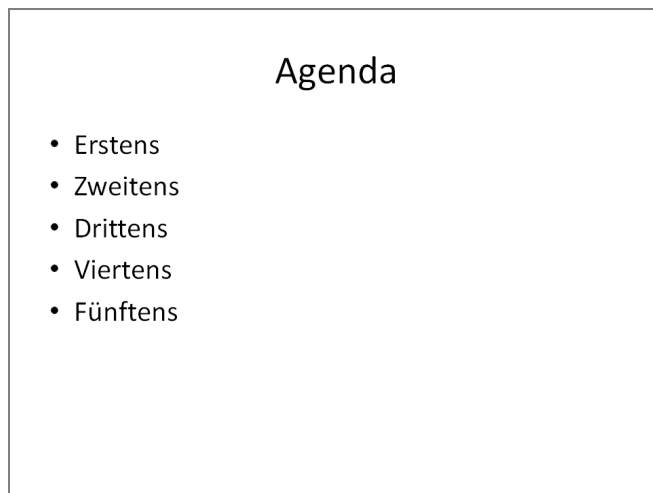 Agenda
• Erstens
• Zweitens
• Drittens
• Viertens
• Fünftens